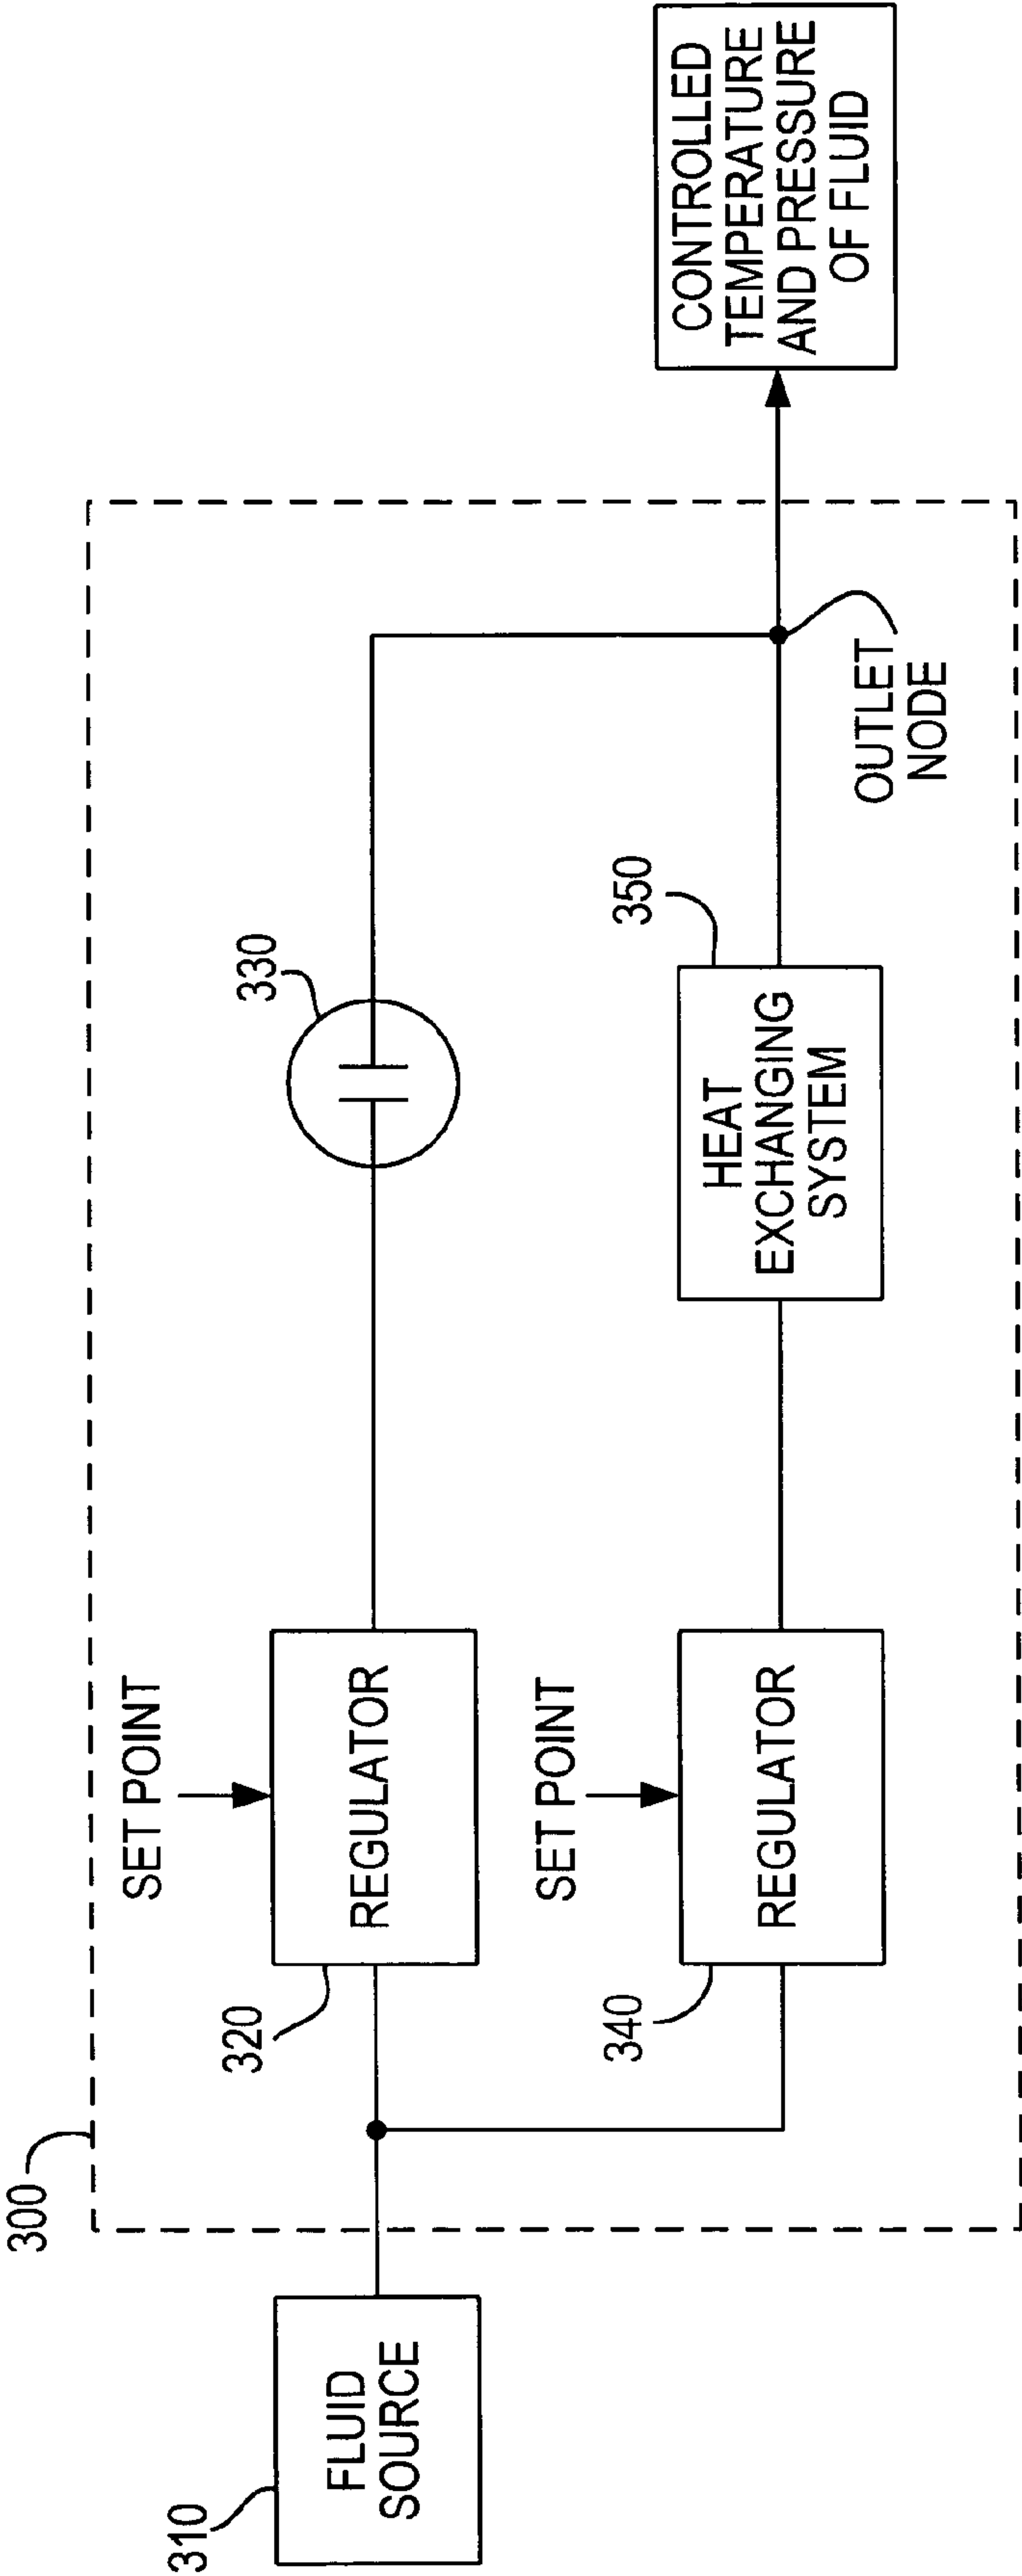 300
310
FLUID
SOURCE
SET POINT
320
REGULATOR
330
SET POINT
340
REGULATOR
350
HEAT
EXCHANGING
SYSTEM
OUTLET
NODE
CONTROLLED
TEMPERATURE
AND PRESSURE
OF FLUID